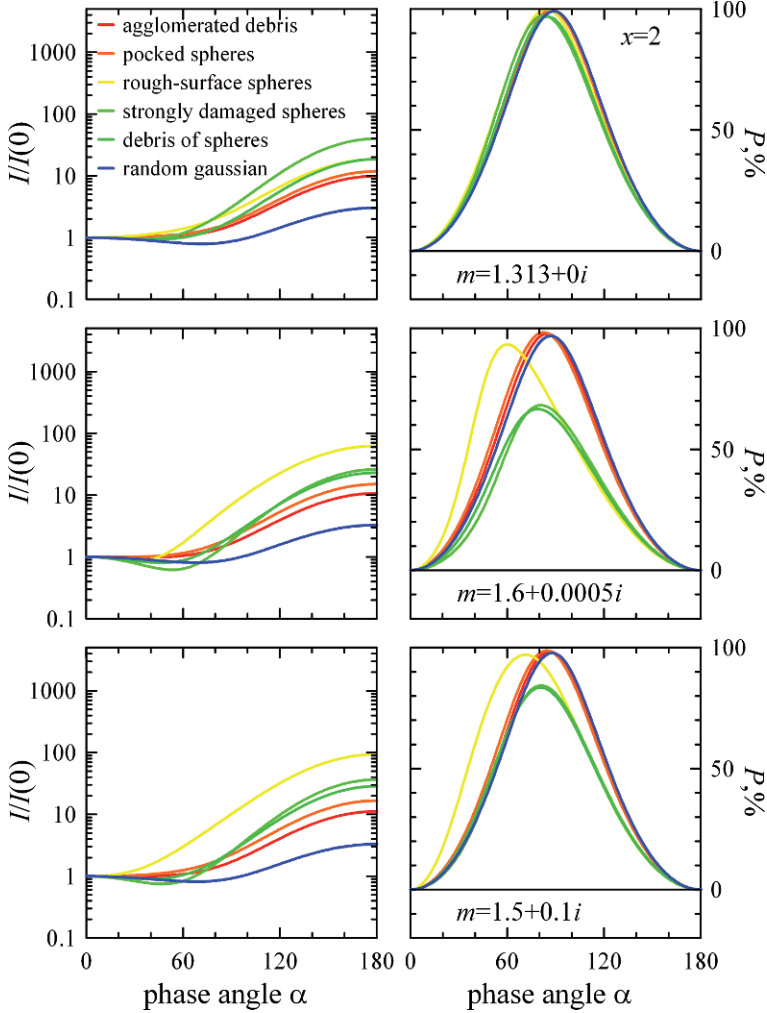 1000
100
10
1
0.1
I/I(0)
agglomerated debris
pocked spheres
rough-surface spheres
strongly damaged spheres
debris of spheres
random gaussian
x=2
100
50
0
P,%
m=1.313+0i
1000
100
10
1
0.1
I/I(0)
100
50
0
P,%
m=1.6+0.0005i
1000
100
10
1
0.1
I/I(0)
0 60 120 180
phase angle α
100
50
0
P,%
m=1.5+0.1i
0 60 120 180
phase angle α